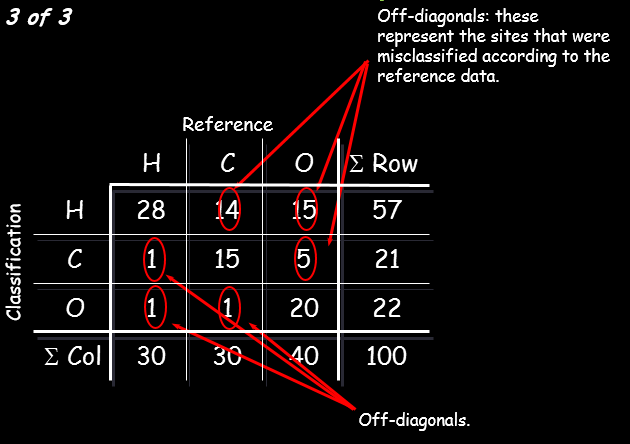 3 of 3
Off-diagonals: these
represent the sites that were
misclassified according to the
reference data.
Reference
H C O Σ Row
Classification
H 28 14 15 57
C 1 15 5 21
O 1 1 20 22
Σ Col 30 30 40 100
Off-diagonals.